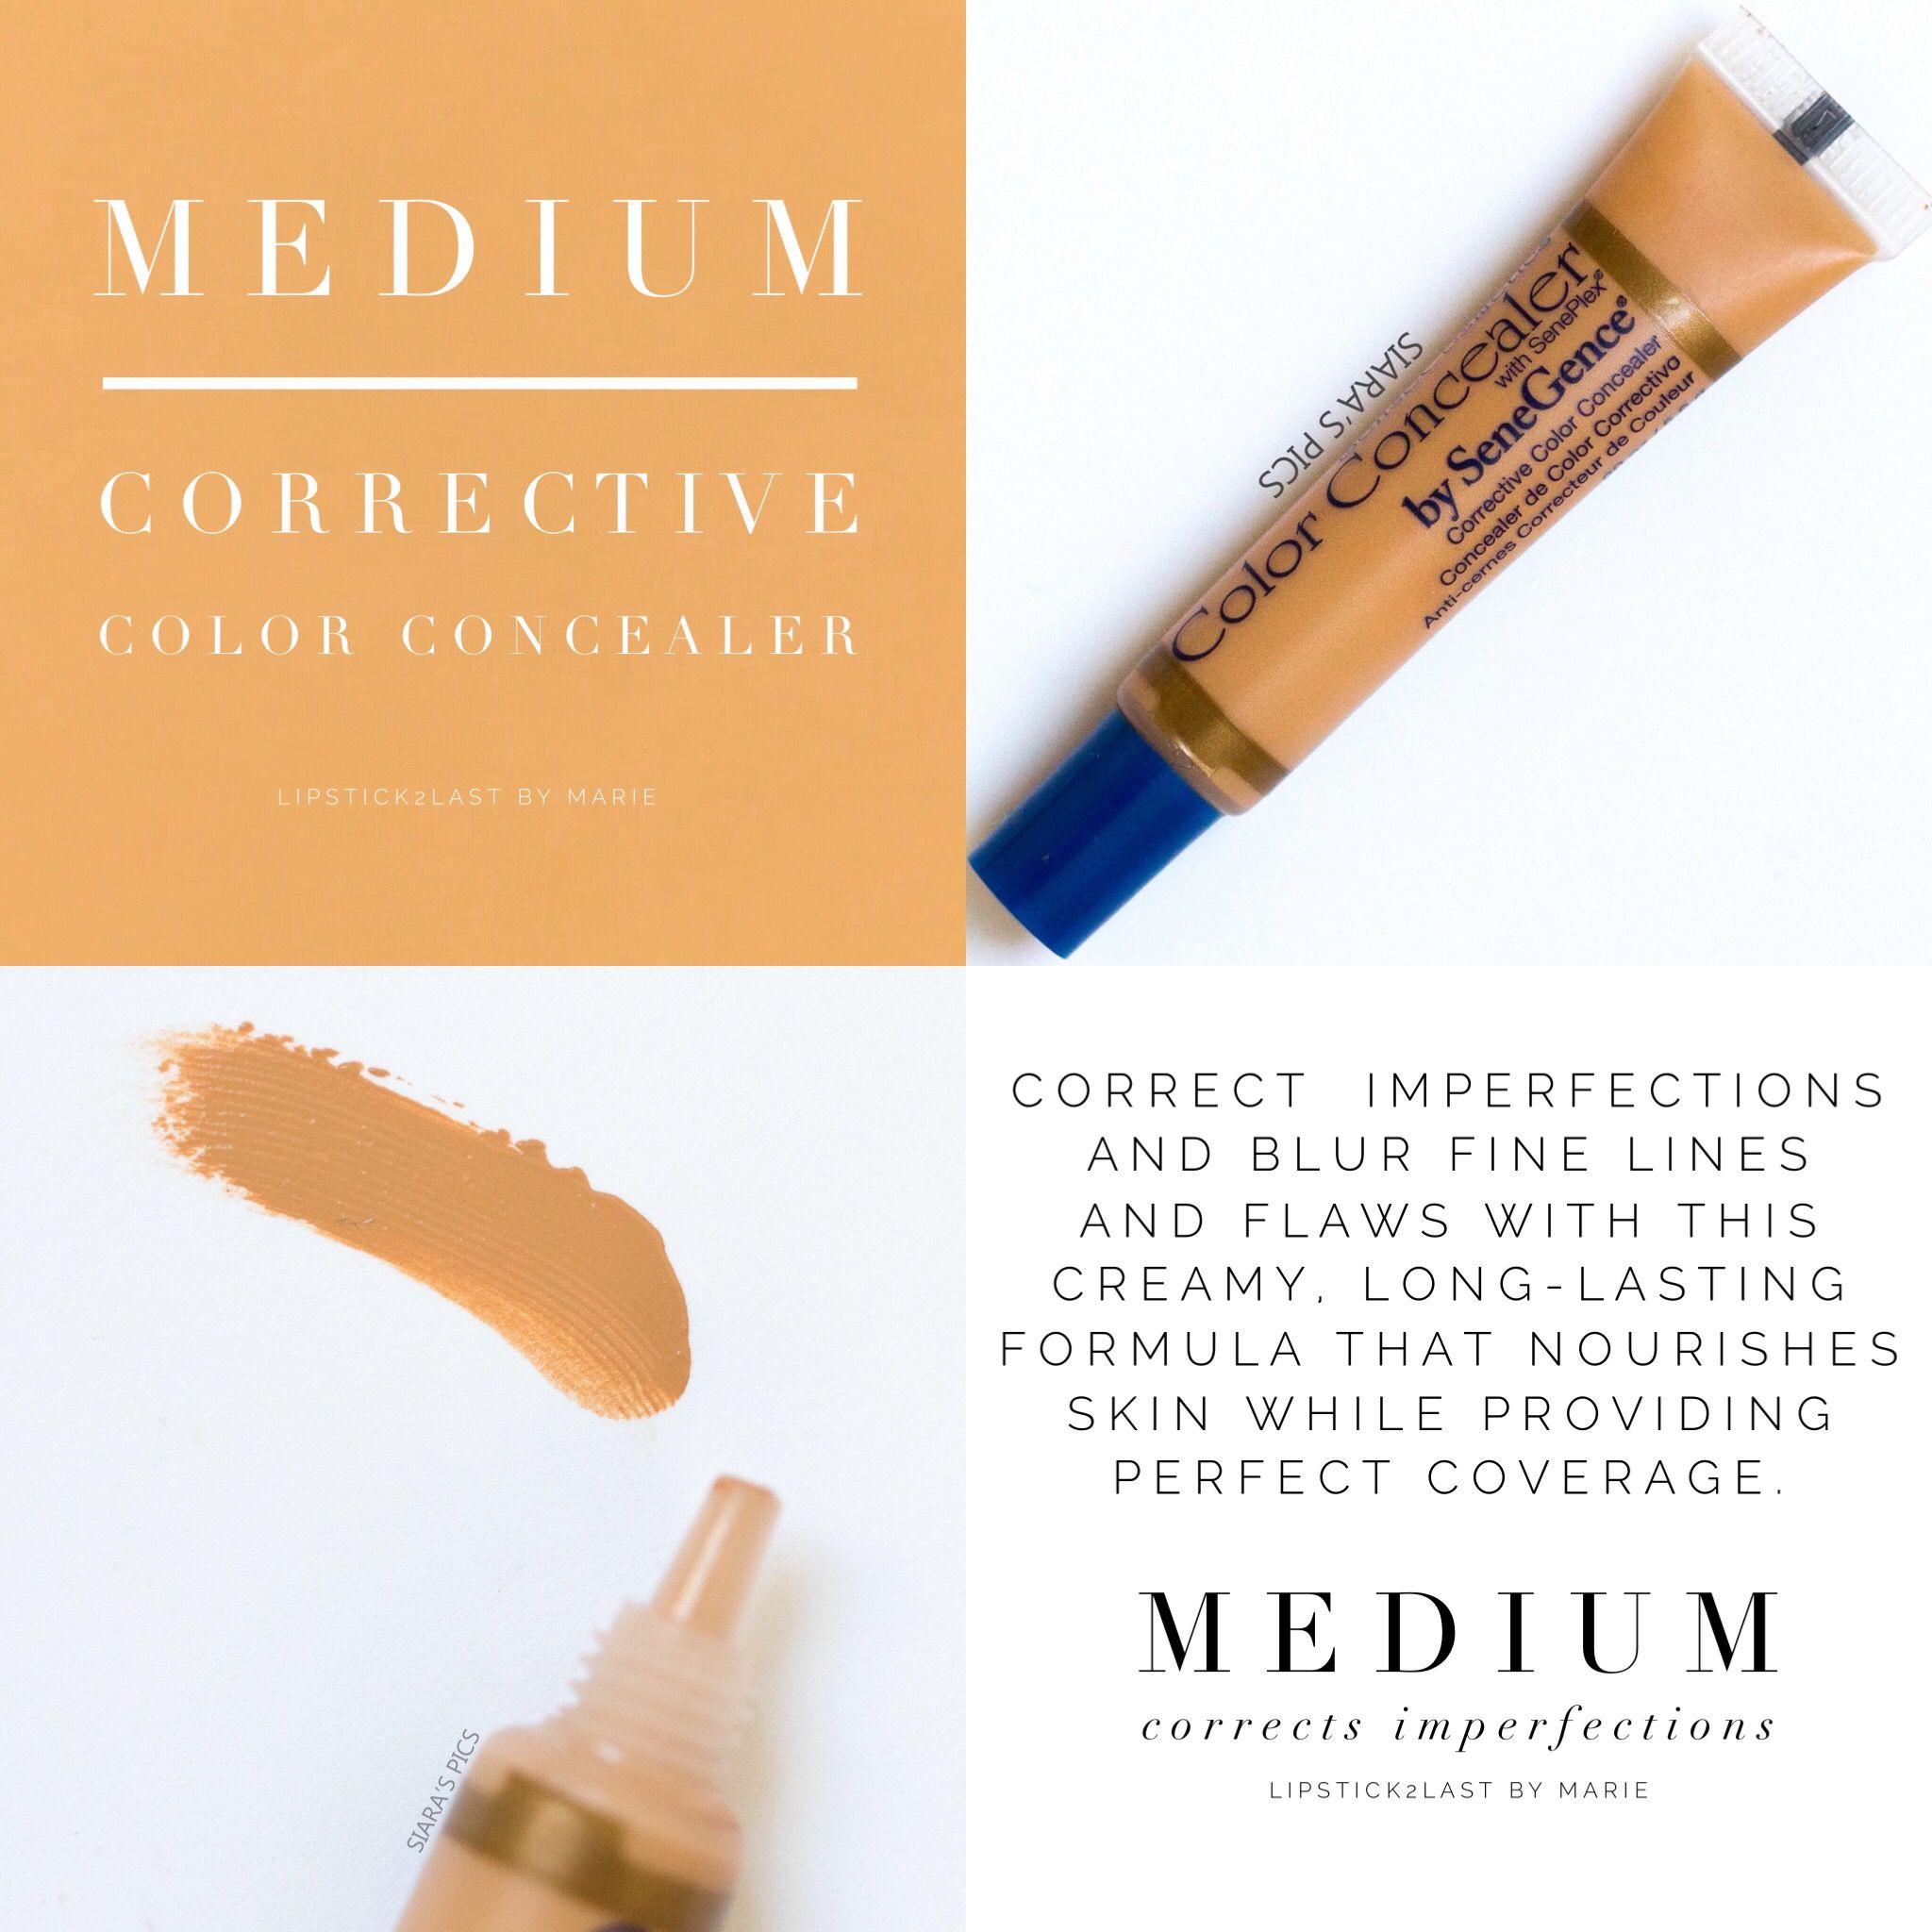 MEDIUM
CORRECTIVE
COLOR CONCEALER
LIPSTICK2LAST BY MARIE
SIARA'S PICS
Color Concealer
with SenePlex®
by SeneGence®
Corrective Color Concealer
Concealer de Color Correctivo
Anti-cernes Correcteur de Couleur
SIARA'S PICS
CORRECT IMPERFECTIONS
AND BLUR FINE LINES
AND FLAWS WITH THIS
CREAMY, LONG-LASTING
FORMULA THAT NOURISHES
SKIN WHILE PROVIDING
PERFECT COVERAGE.
MEDIUM
corrects imperfections
LIPSTICK2LAST BY MARIE